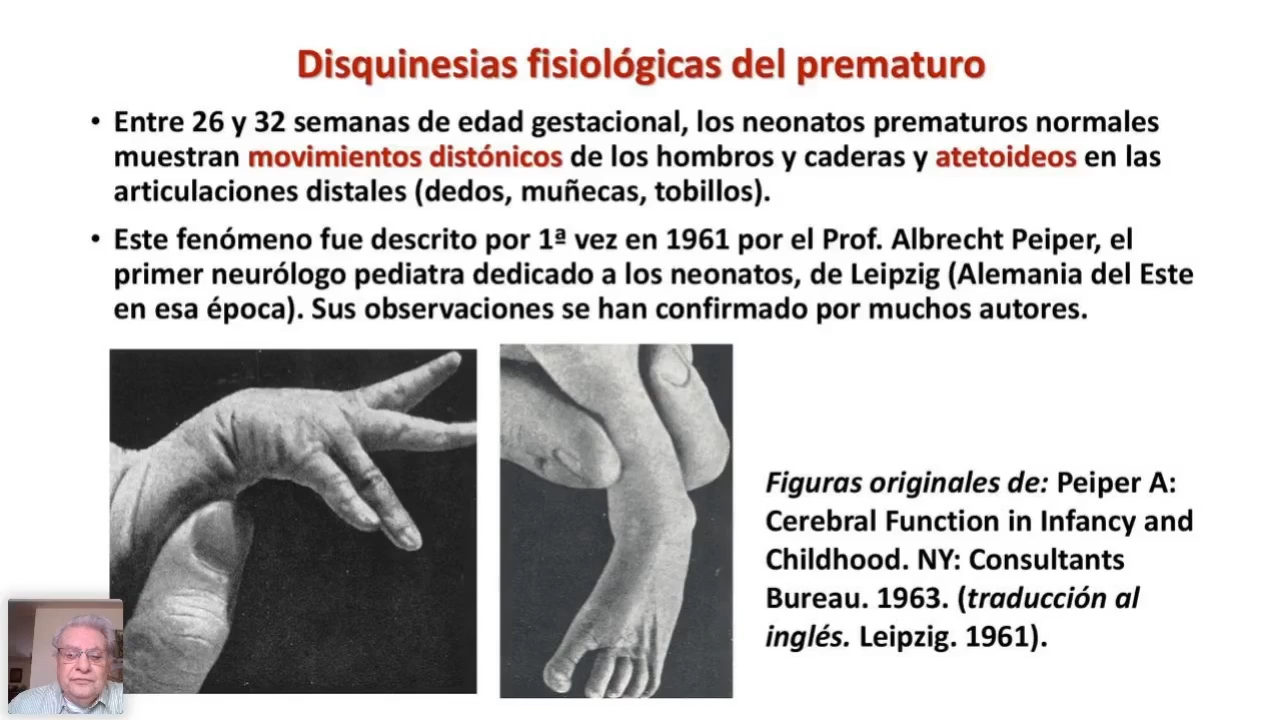 Disquinesias fisiológicas del prematuro
• Entre 26 y 32 semanas de edad gestacional, los neonatos prematuros normales
muestran movimientos distónicos de los hombros y caderas y atetoideos en las
articulaciones distales (dedos, muñecas, tobillos).
• Este fenómeno fue descrito por 1ª vez en 1961 por el Prof. Albrecht Peiper, el
primer neurólogo pediatra dedicado a los neonatos, de Leipzig (Alemania del Este
en esa época). Sus observaciones se han confirmado por muchos autores.
Figuras originales de: Peiper A:
Cerebral Function in Infancy and
Childhood. NY: Consultants
Bureau. 1963. (traducción al
inglés. Leipzig. 1961).